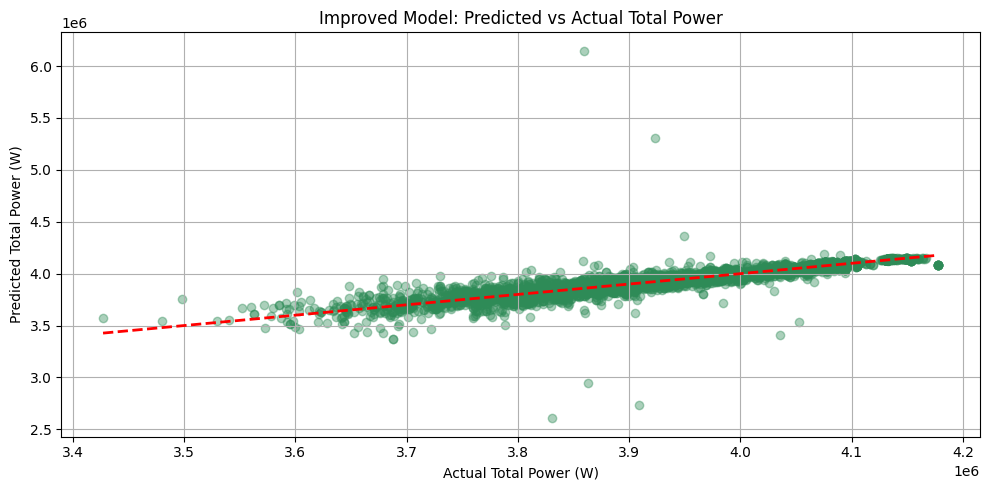 Improved Model: Predicted vs Actual Total Power
1e6
6.0
5.5
5.0
4.5
4.0
3.5
3.0
2.5
Predicted Total Power (W)
3.4 3.5 3.6 3.7 3.8 3.9 4.0 4.1 4.2
1e6
Actual Total Power (W)